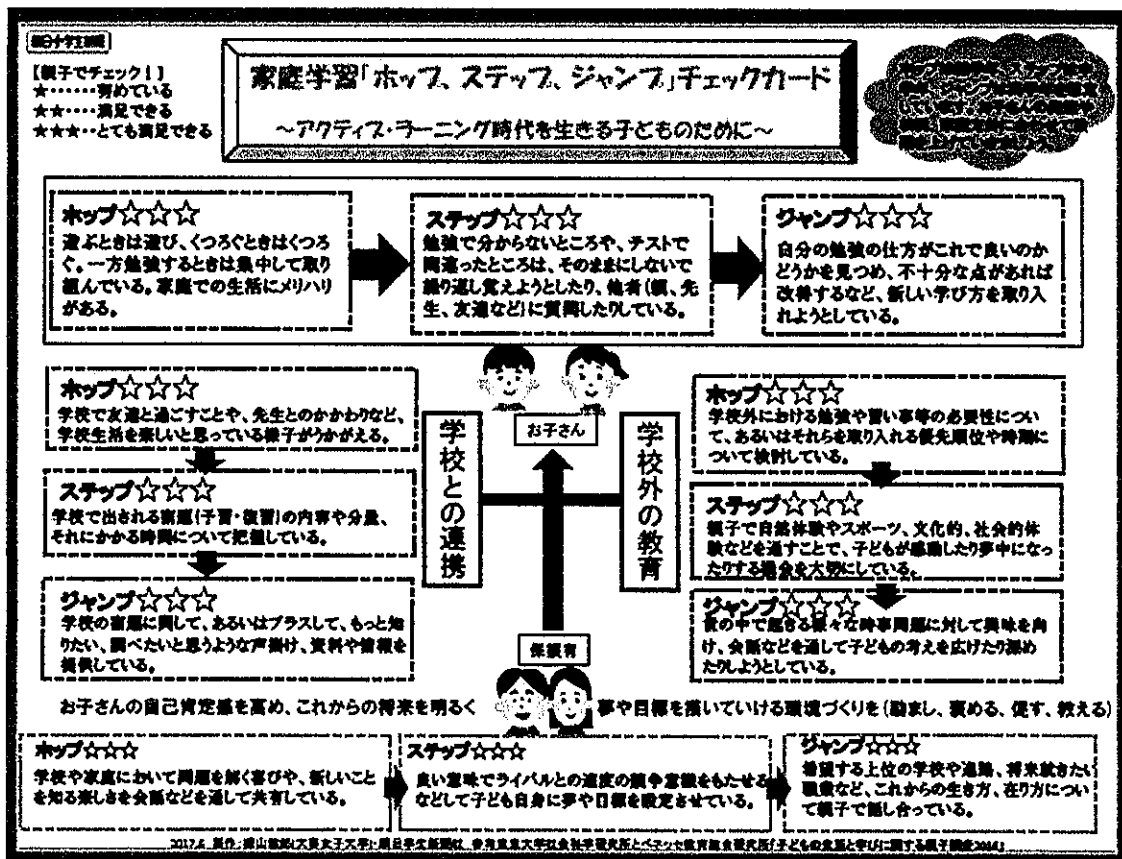 【親子でチェック！】
★‥‥‥努めている
★★‥‥満足できる
★★★‥とても満足できる
家庭学習「ホップ、ステップ、ジャンプ」チェックカード
～アクティブ・ラーニング時代を生きる子どものために～
ホップ☆☆☆
遊ぶときは遊び、くつろぐときはくつろ
ぐ。一方勉強するときは集中して取り
組んでいる。家庭での生活にメリハリ
がある。
ステップ☆☆☆
勉強で分からないところや、テストで
間違ったところは、そのままにしないで
繰り返し覚えようとしたり、他者(親、先
生、友達など)に質問したりしている。
ジャンプ☆☆☆
自分の勉強の仕方がこれで良いのか
どうかを見つめ、不十分な点があれば
改善するなど、新しい学び方を取り入
れようとしている。
お子さん
学校との連携
学校外の教育
ホップ☆☆☆
学校で友達と過ごすことや、先生とのかかわりなど、
学校生活を楽しいと思っている様子がうかがえる。
ステップ☆☆☆
学校で出される宿題(予習・復習)の内容や分量、
それにかかる時間について把握している。
ジャンプ☆☆☆
学校の宿題に関して、あるいはプラスして、もっと知
りたい、調べたいと思うような声掛け、資料や情報を
提供している。
ホップ☆☆☆
学校外における勉強や習い事等の必要性につい
て、あるいはそれらを取り入れる優先順位や時期に
ついて検討している。
ステップ☆☆☆
親子で自然体験やスポーツ、文化的、社会的体
験などを通すことで、子どもが感動したり夢中になっ
たりする機会を大切にしている。
ジャンプ☆☆☆
世の中で起きる様々な時事問題に対して興味を向
け、会話などを通して子どもの考えを広げたり深め
たりしようとしている。
保護者
お子さんの自己肯定感を高め、これからの将来を明るく 夢や目標を描いていける環境づくりを(励まし、褒める、促す、教える)
ホップ☆☆☆
学校や家庭において問題を解く喜びや、新しいこと
を知る楽しさを会話などを通して共有している。
ステップ☆☆☆
良い意味でライバルとの適度の競争意識をもたせる
などして子ども自身に夢や目標を設定させている。
ジャンプ☆☆☆
希望する上位の学校や進路、将来就きたい
職業など、これからの生き方、在り方につい
て親子で話し合っている。